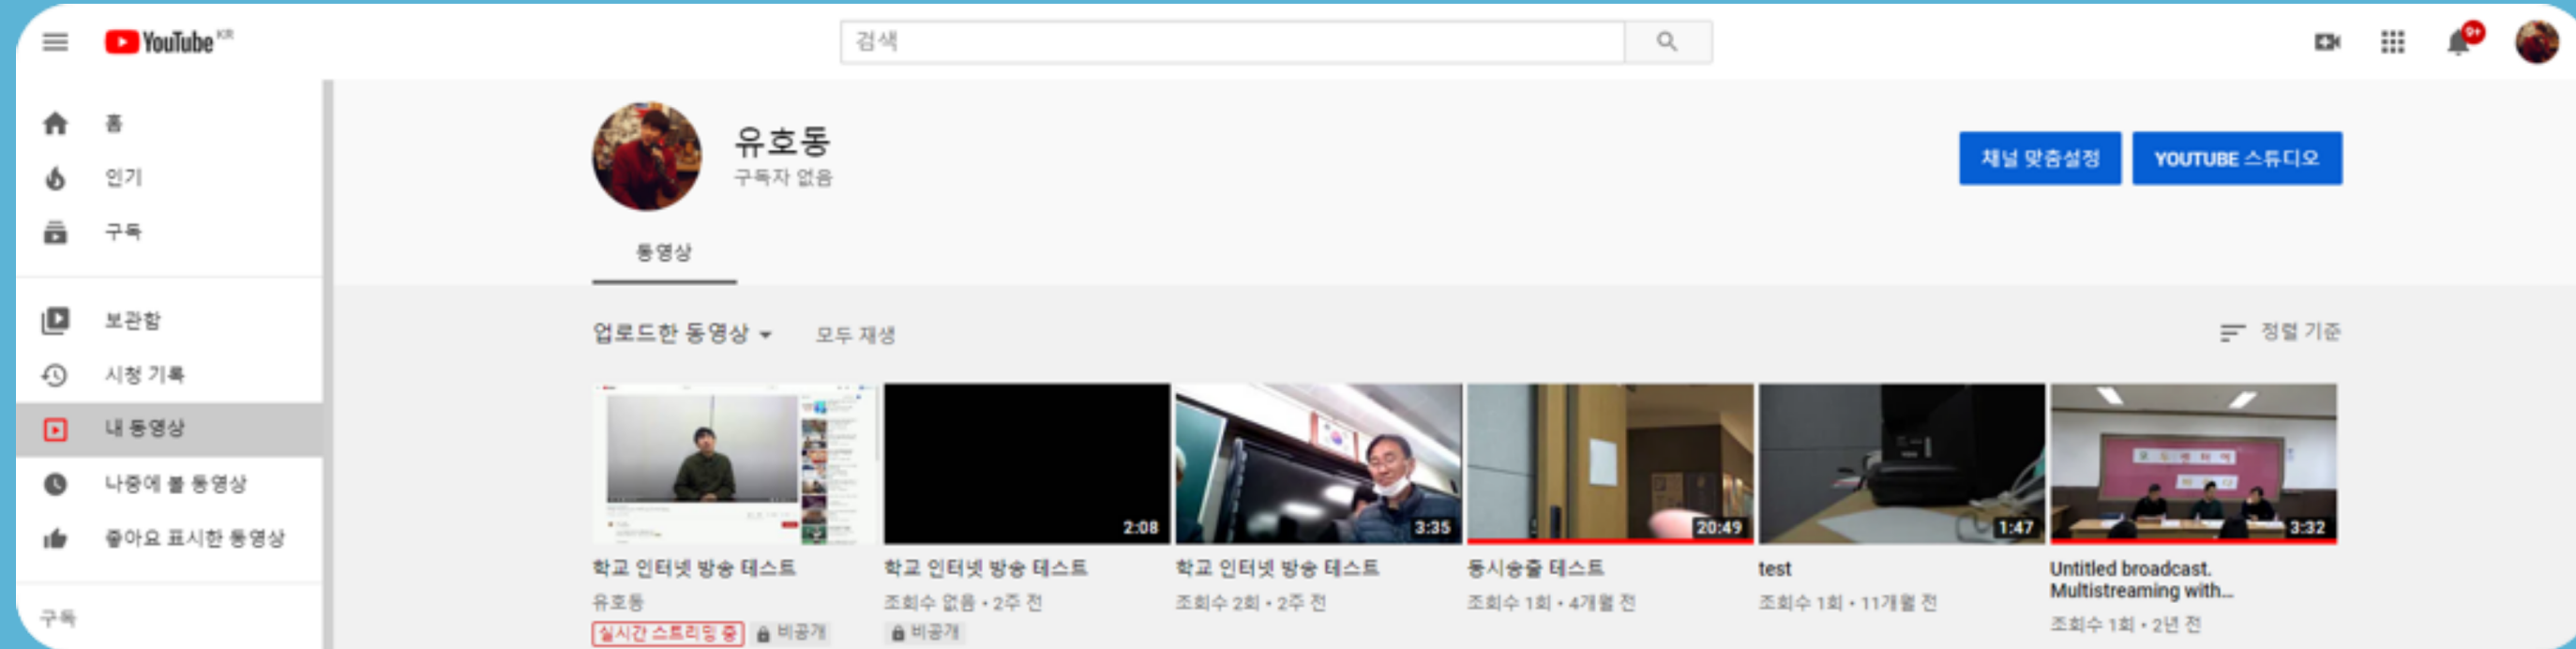 YouTube KR
검색
9+
홈
인기
구독
보관함
시청 기록
내 동영상
나중에 볼 동영상
좋아요 표시한 동영상
구독
유호동
구독자 없음
채널 맞춤설정
YOUTUBE 스튜디오
동영상
업로드한 동영상
모두 재생
정렬 기준
학교 인터넷 방송 테스트
유호동
실시간 스트리밍 중
비공개
2:08
학교 인터넷 방송 테스트
조회수 없음 • 2주 전
비공개
3:35
학교 인터넷 방송 테스트
조회수 2회 • 2주 전
20:49
동시송출 테스트
조회수 1회 • 4개월 전
1:47
test
조회수 1회 • 11개월 전
3:32
Untitled broadcast.
Multistreaming with...
조회수 1회 • 2년 전